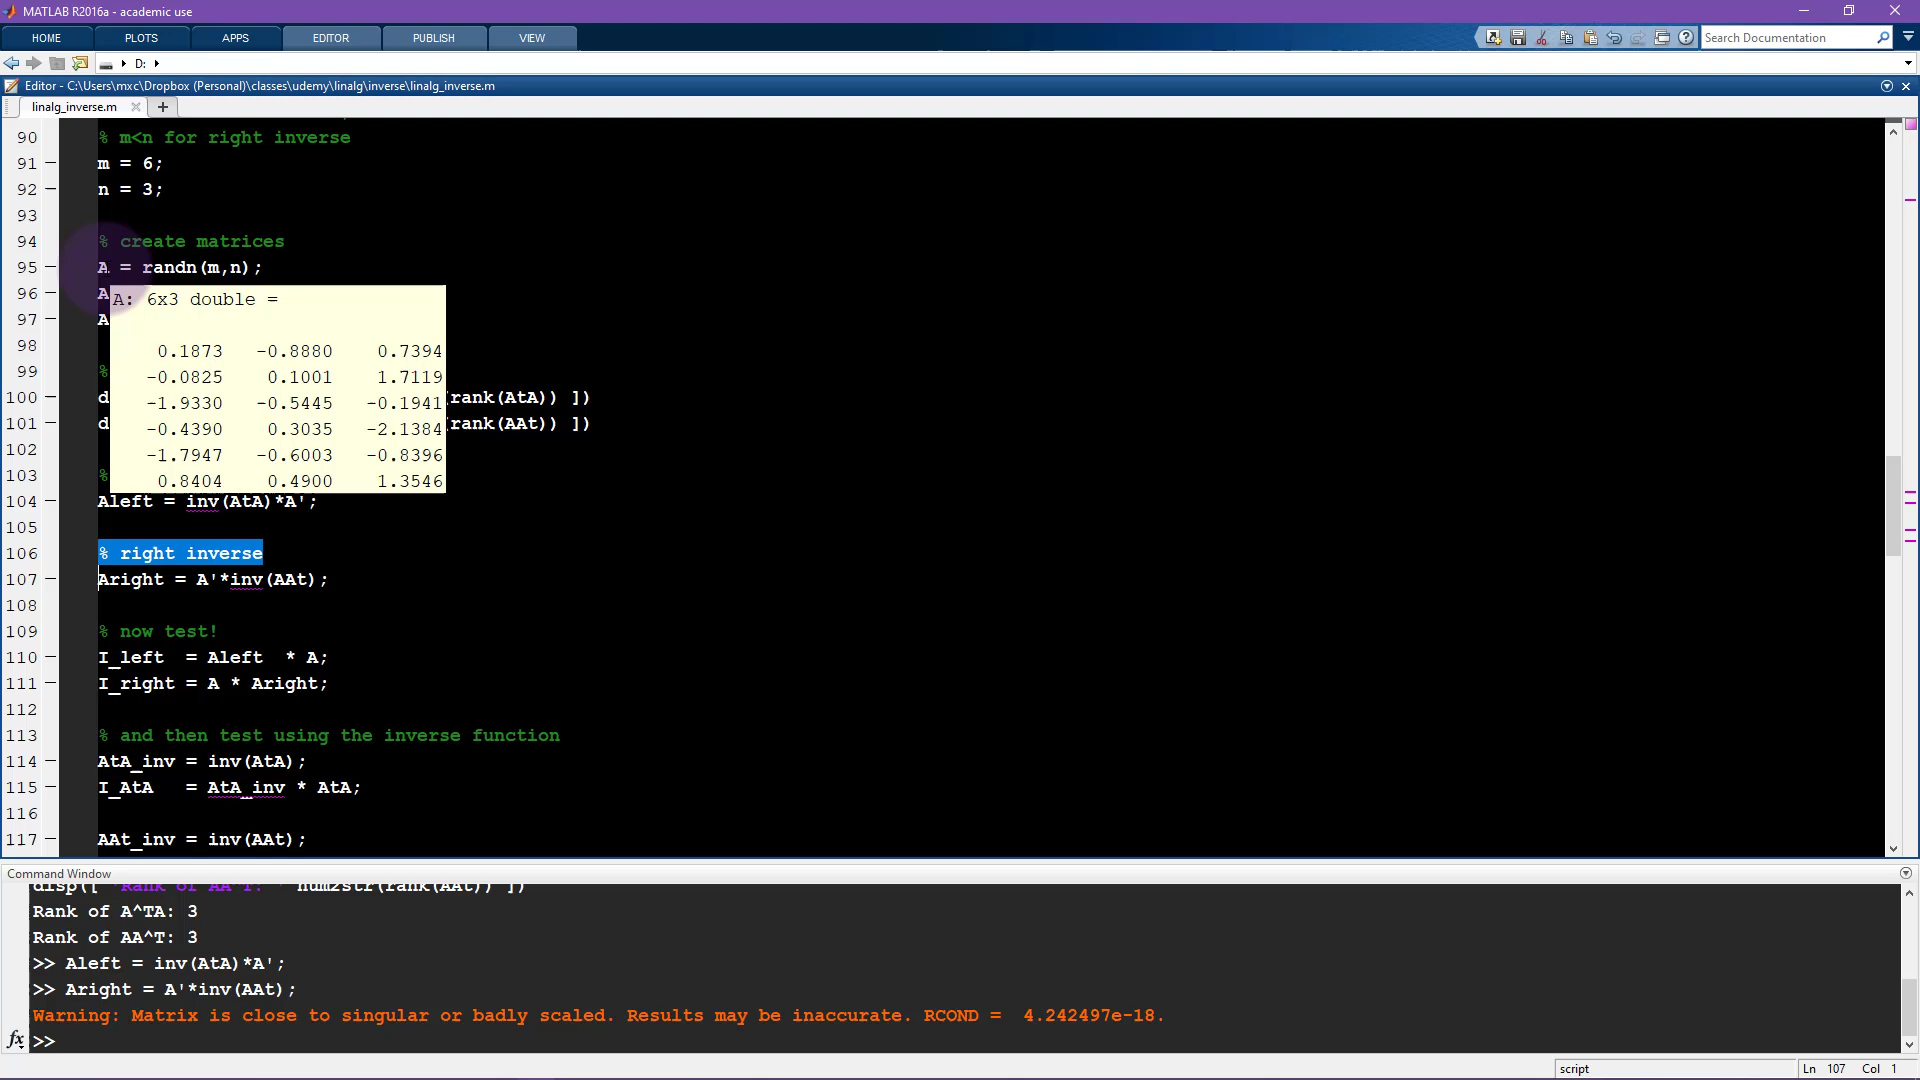 MATLAB R2016a - academic use
HOME PLOTS APPS EDITOR PUBLISH VIEW Search Documentation
D:
Editor - C:\Users\mxc\Dropbox (Personal)\classes\udemy\linalg\inverse\linalg_inverse.m
linalg_inverse.m
90 % m<n for right inverse
91 m = 6;
92 n = 3;
93
94 % create matrices
95 A = randn(m,n);
96 A
97 A
98
99 %
100 d (rank(AtA)) ])
101 d (rank(AAt)) ])
102
103 %
A: 6x3 double =
0.1873 -0.8880 0.7394
-0.0825 0.1001 1.7119
-1.9330 -0.5445 -0.1941
-0.4390 0.3035 -2.1384
-1.7947 -0.6003 -0.8396
0.8404 0.4900 1.3546
104 Aleft = inv(AtA)*A';
105
106 % right inverse
107 Aright = A'*inv(AAt);
108
109 % now test!
110 I_left = Aleft * A;
111 I_right = A * Aright;
112
113 % and then test using the inverse function
114 AtA_inv = inv(AtA);
115 I_AtA = AtA_inv * AtA;
116
117 AAt_inv = inv(AAt);
Command Window
disp([ 'Rank of AA^T: ' num2str(rank(AAt)) ])
Rank of A^TA: 3
Rank of AA^T: 3
>> Aleft = inv(AtA)*A';
>> Aright = A'*inv(AAt);
Warning: Matrix is close to singular or badly scaled. Results may be inaccurate. RCOND = 4.242497e-18.
fx >>
script Ln 107 Col 1